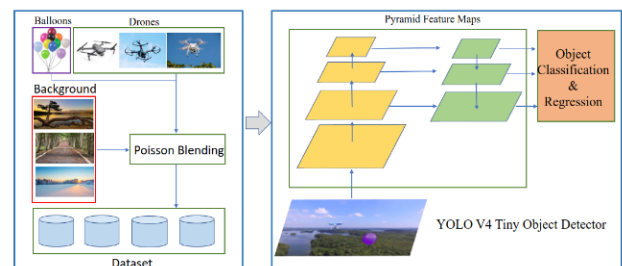 Balloons
Drones
Background
Poisson Blending
Dataset
Pyramid Feature Maps
Object
Classification
&
Regression
YOLO V4 Tiny Object Detector